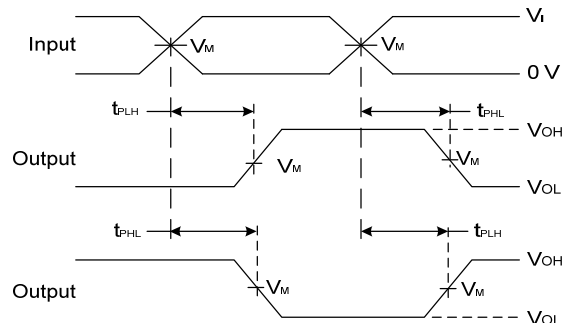 VI
Input VM VM
0 V
tPLH tPHL
VOH
Output VM VM
VOL
tPHL tPLH
VOH
VM VM
Output
VOL